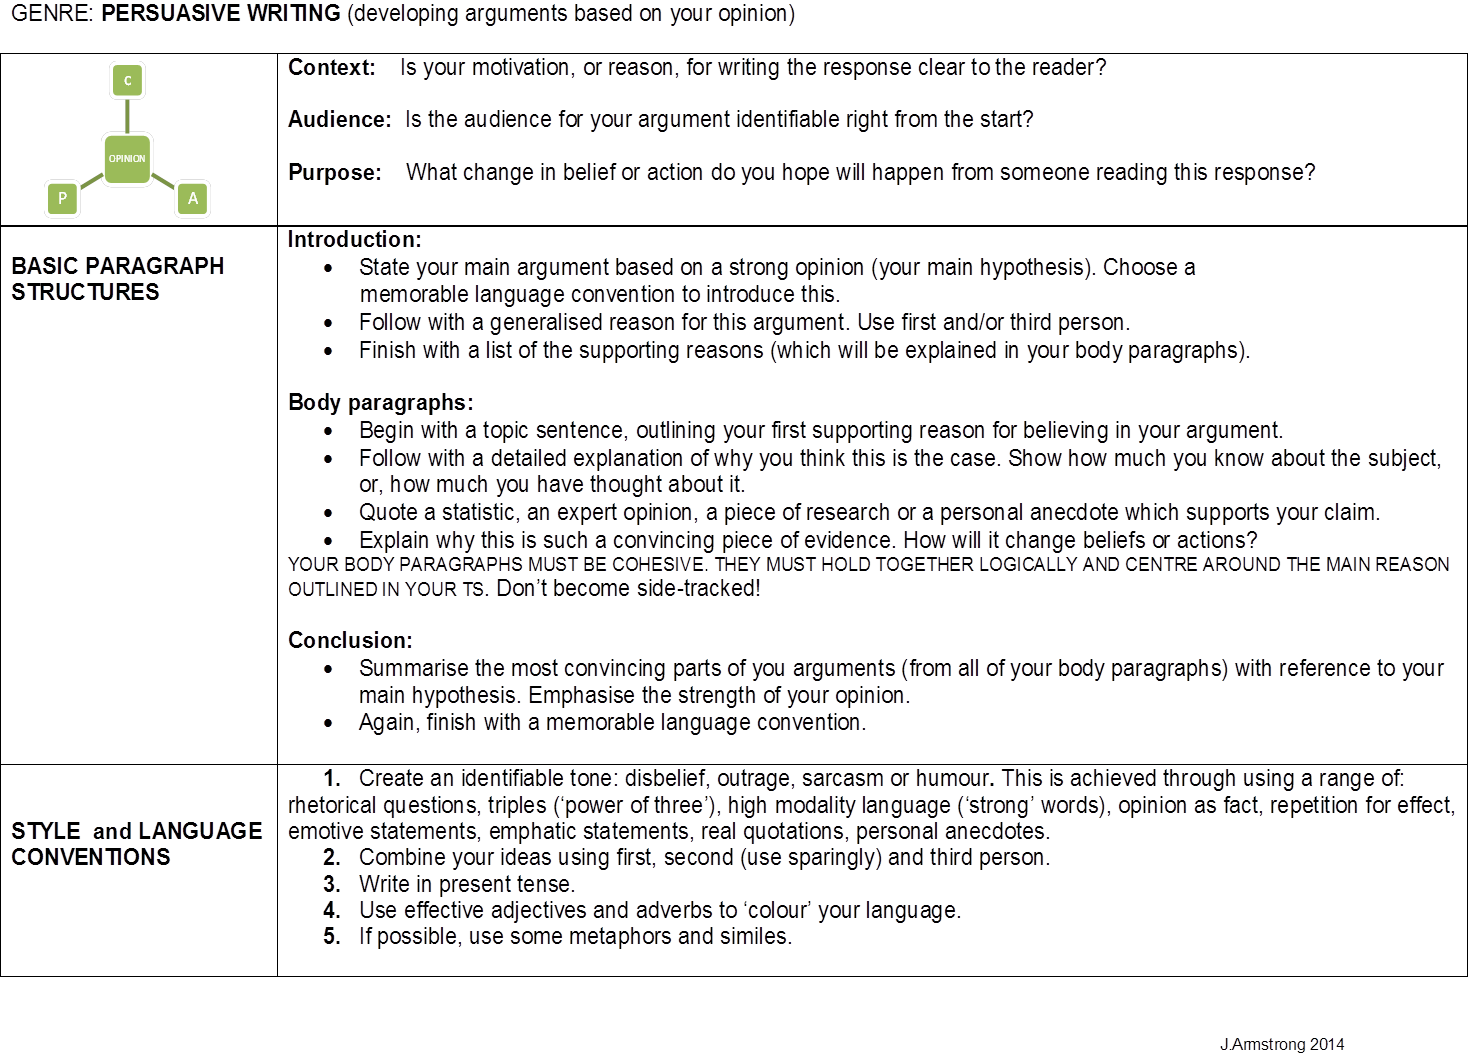 GENRE: PERSUASIVE WRITING (developing arguments based on your opinion)
C
OPINION
P
A
Context: Is your motivation, or reason, for writing the response clear to the reader?
Audience: Is the audience for your argument identifiable right from the start?
Purpose: What change in belief or action do you hope will happen from someone reading this response?
BASIC PARAGRAPH
STRUCTURES
Introduction:
• State your main argument based on a strong opinion (your main hypothesis). Choose a
memorable language convention to introduce this.
• Follow with a generalised reason for this argument. Use first and/or third person.
• Finish with a list of the supporting reasons (which will be explained in your body paragraphs).
Body paragraphs:
• Begin with a topic sentence, outlining your first supporting reason for believing in your argument.
• Follow with a detailed explanation of why you think this is the case. Show how much you know about the subject,
or, how much you have thought about it.
• Quote a statistic, an expert opinion, a piece of research or a personal anecdote which supports your claim.
• Explain why this is such a convincing piece of evidence. How will it change beliefs or actions?
YOUR BODY PARAGRAPHS MUST BE COHESIVE. THEY MUST HOLD TOGETHER LOGICALLY AND CENTRE AROUND THE MAIN REASON
OUTLINED IN YOUR TS. Don’t become side-tracked!
Conclusion:
• Summarise the most convincing parts of you arguments (from all of your body paragraphs) with reference to your
main hypothesis. Emphasise the strength of your opinion.
• Again, finish with a memorable language convention.
STYLE and LANGUAGE
CONVENTIONS
1. Create an identifiable tone: disbelief, outrage, sarcasm or humour. This is achieved through using a range of:
rhetorical questions, triples (‘power of three’), high modality language (‘strong’ words), opinion as fact, repetition for effect,
emotive statements, emphatic statements, real quotations, personal anecdotes.
2. Combine your ideas using first, second (use sparingly) and third person.
3. Write in present tense.
4. Use effective adjectives and adverbs to ‘colour’ your language.
5. If possible, use some metaphors and similes.
J.Armstrong 2014